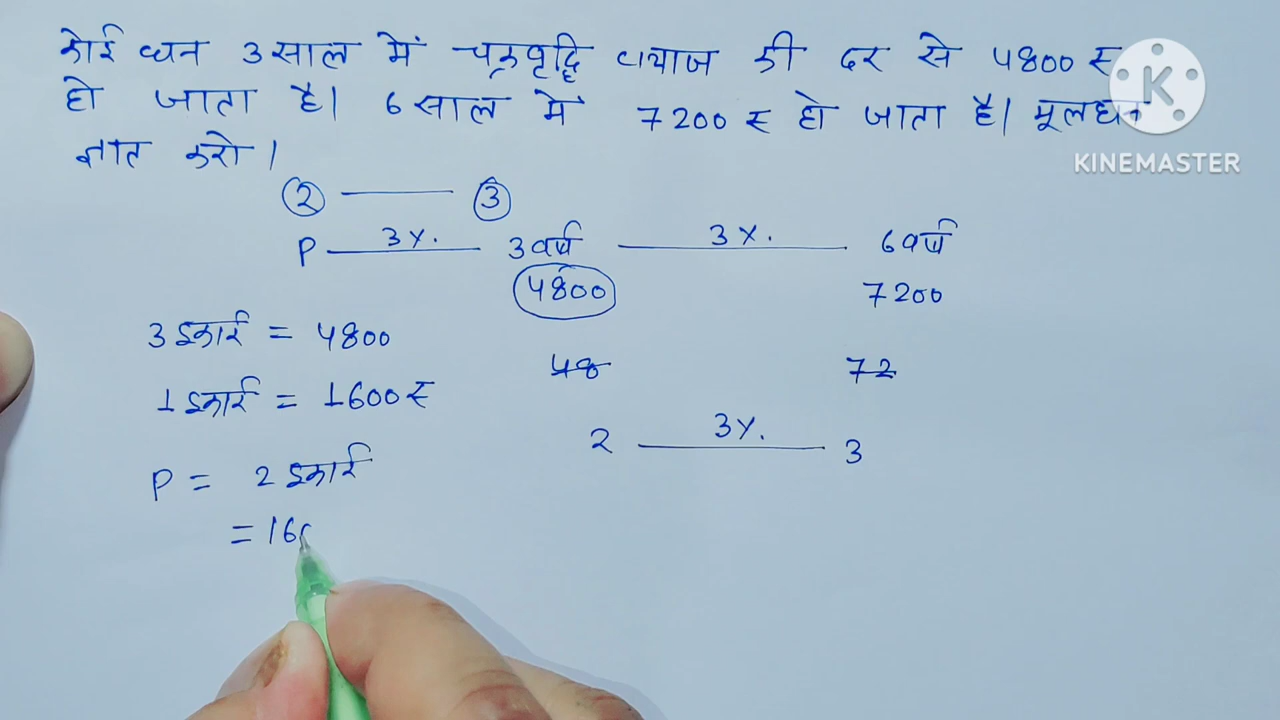 कोई धन 3 साल में चक्रवृद्धि ब्याज की दर से 4800 ₹
हो जाता है। 6 साल में 7200 ₹ हो जाता है। मूलधन
ज्ञात करो।
K
KINEMASTER
2 3
P 3Y. 3 वर्ष 3Y. 6 वर्ष
4800 7200
3 इकाई = 4800
48 72
1 इकाई = 1600 ₹
2 3Y. 3
P = 2 इकाई
= 160